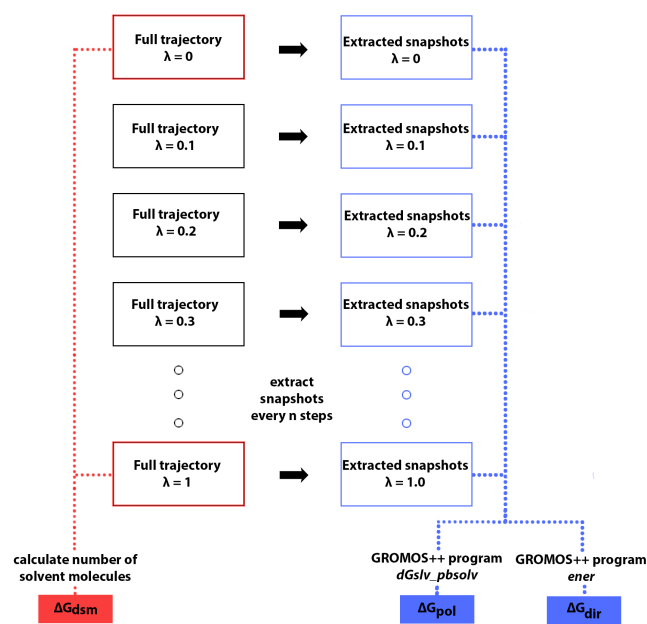 Full trajectory
λ = 0
Extracted snapshots
λ = 0
Full trajectory
λ = 0.1
Extracted snapshots
λ = 0.1
Full trajectory
λ = 0.2
Extracted snapshots
λ = 0.2
Full trajectory
λ = 0.3
Extracted snapshots
λ = 0.3
extract
snapshots
every n steps
Full trajectory
λ = 1
Extracted snapshots
λ = 1.0
calculate number of
solvent molecules
ΔGdsm
GROMOS++ program
dGslv_pbsolv
ΔGpol
GROMOS++ program
ener
ΔGdir